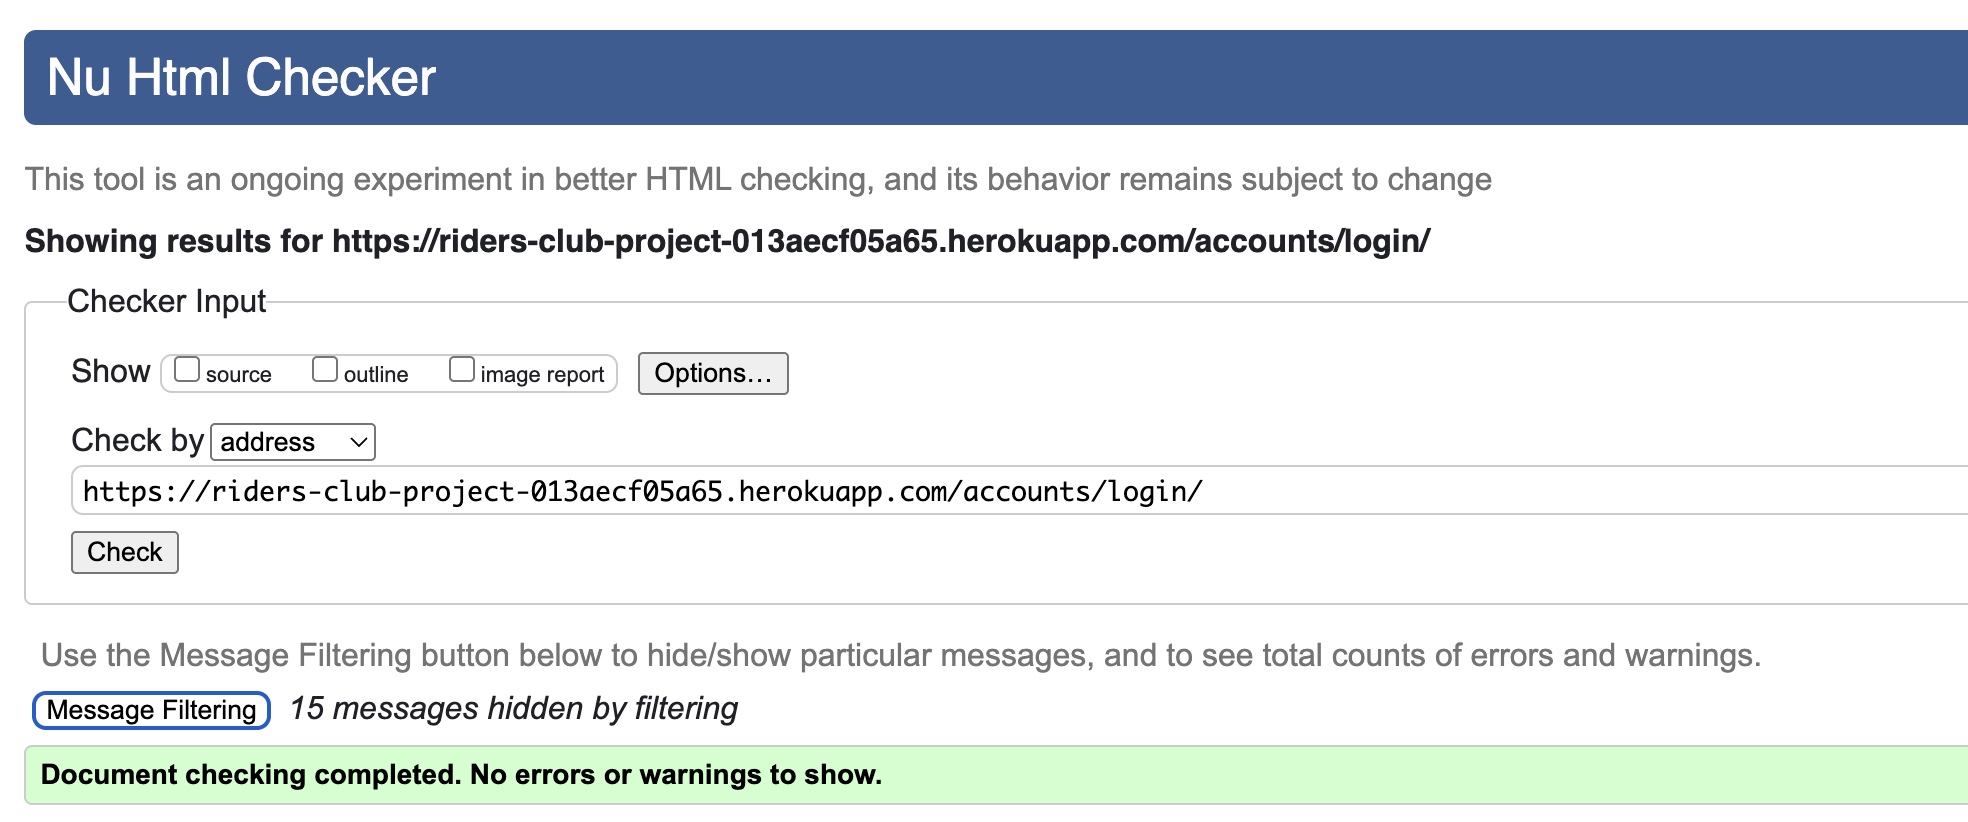 Nu Html Checker
This tool is an ongoing experiment in better HTML checking, and its behavior remains subject to change
Showing results for https://riders-club-project-013aecf05a65.herokuapp.com/accounts/login/
Checker Input
Show source outline image report Options...
Check by address
https://riders-club-project-013aecf05a65.herokuapp.com/accounts/login/
Check
Use the Message Filtering button below to hide/show particular messages, and to see total counts of errors and warnings.
Message Filtering 15 messages hidden by filtering
Document checking completed. No errors or warnings to show.